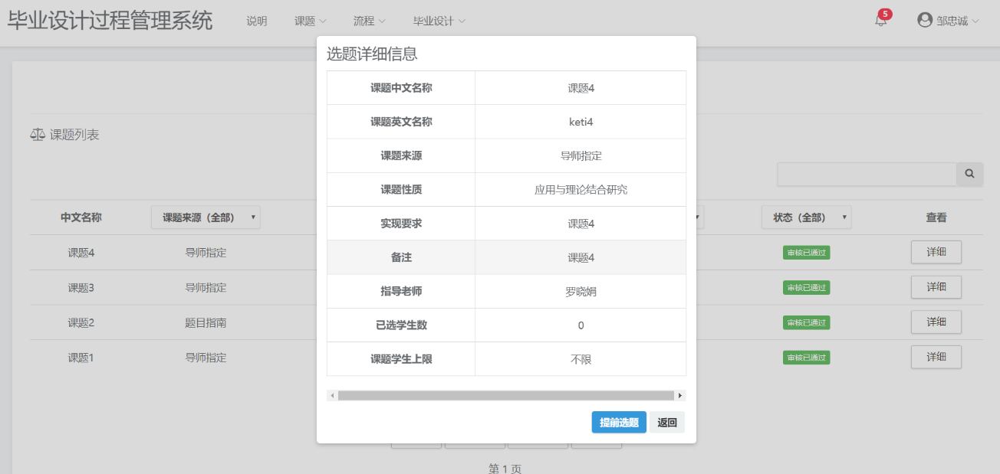 毕业设计过程管理系统 说明 课题 流程 毕业设计 5 邹忠诚
选题详细信息
课题中文名称 课题4
课题英文名称 keti4
课题来源 导师指定
课题性质 应用与理论结合研究
实现要求 课题4
备注 课题4
指导老师 罗晓娟
已选学生数 0
课题学生上限 不限
提前选题 返回
课题列表
中文名称 课题来源（全部） 状态（全部） 查看
课题4 导师指定 审核已通过 详细
课题3 导师指定 审核已通过 详细
课题2 题目指南 审核已通过 详细
课题1 导师指定 审核已通过 详细
第 1 页